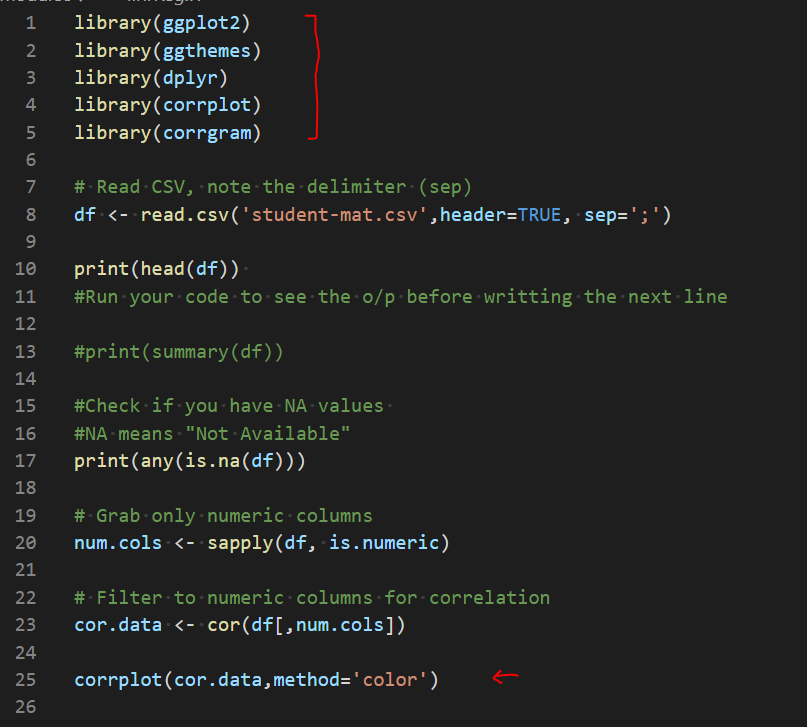 1 library(ggplot2)
2 library(ggthemes)
3 library(dplyr)
4 library(corrplot)
5 library(corrgram)
6
7 # Read CSV, note the delimiter (sep)
8 df <- read.csv('student-mat.csv',header=TRUE, sep=';')
9
10 print(head(df))
11 #Run your code to see the o/p before writting the next line
12
13 #print(summary(df))
14
15 #Check if you have NA values
16 #NA means "Not Available"
17 print(any(is.na(df)))
18
19 # Grab only numeric columns
20 num.cols <- sapply(df, is.numeric)
21
22 # Filter to numeric columns for correlation
23 cor.data <- cor(df[,num.cols])
24
25 corrplot(cor.data,method='color')
26